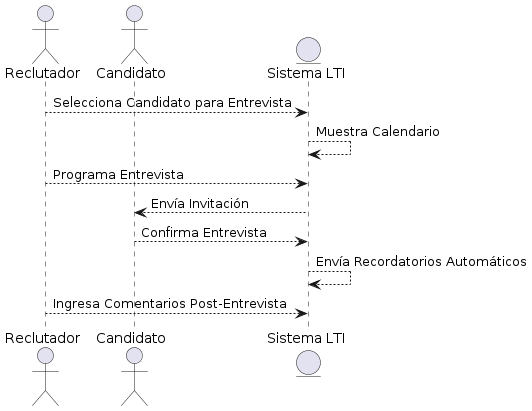 Reclutador
Candidato
Sistema LTI
Selecciona Candidato para Entrevista
Muestra Calendario
Programa Entrevista
Envía Invitación
Confirma Entrevista
Envía Recordatorios Automáticos
Ingresa Comentarios Post-Entrevista
Reclutador
Candidato
Sistema LTI